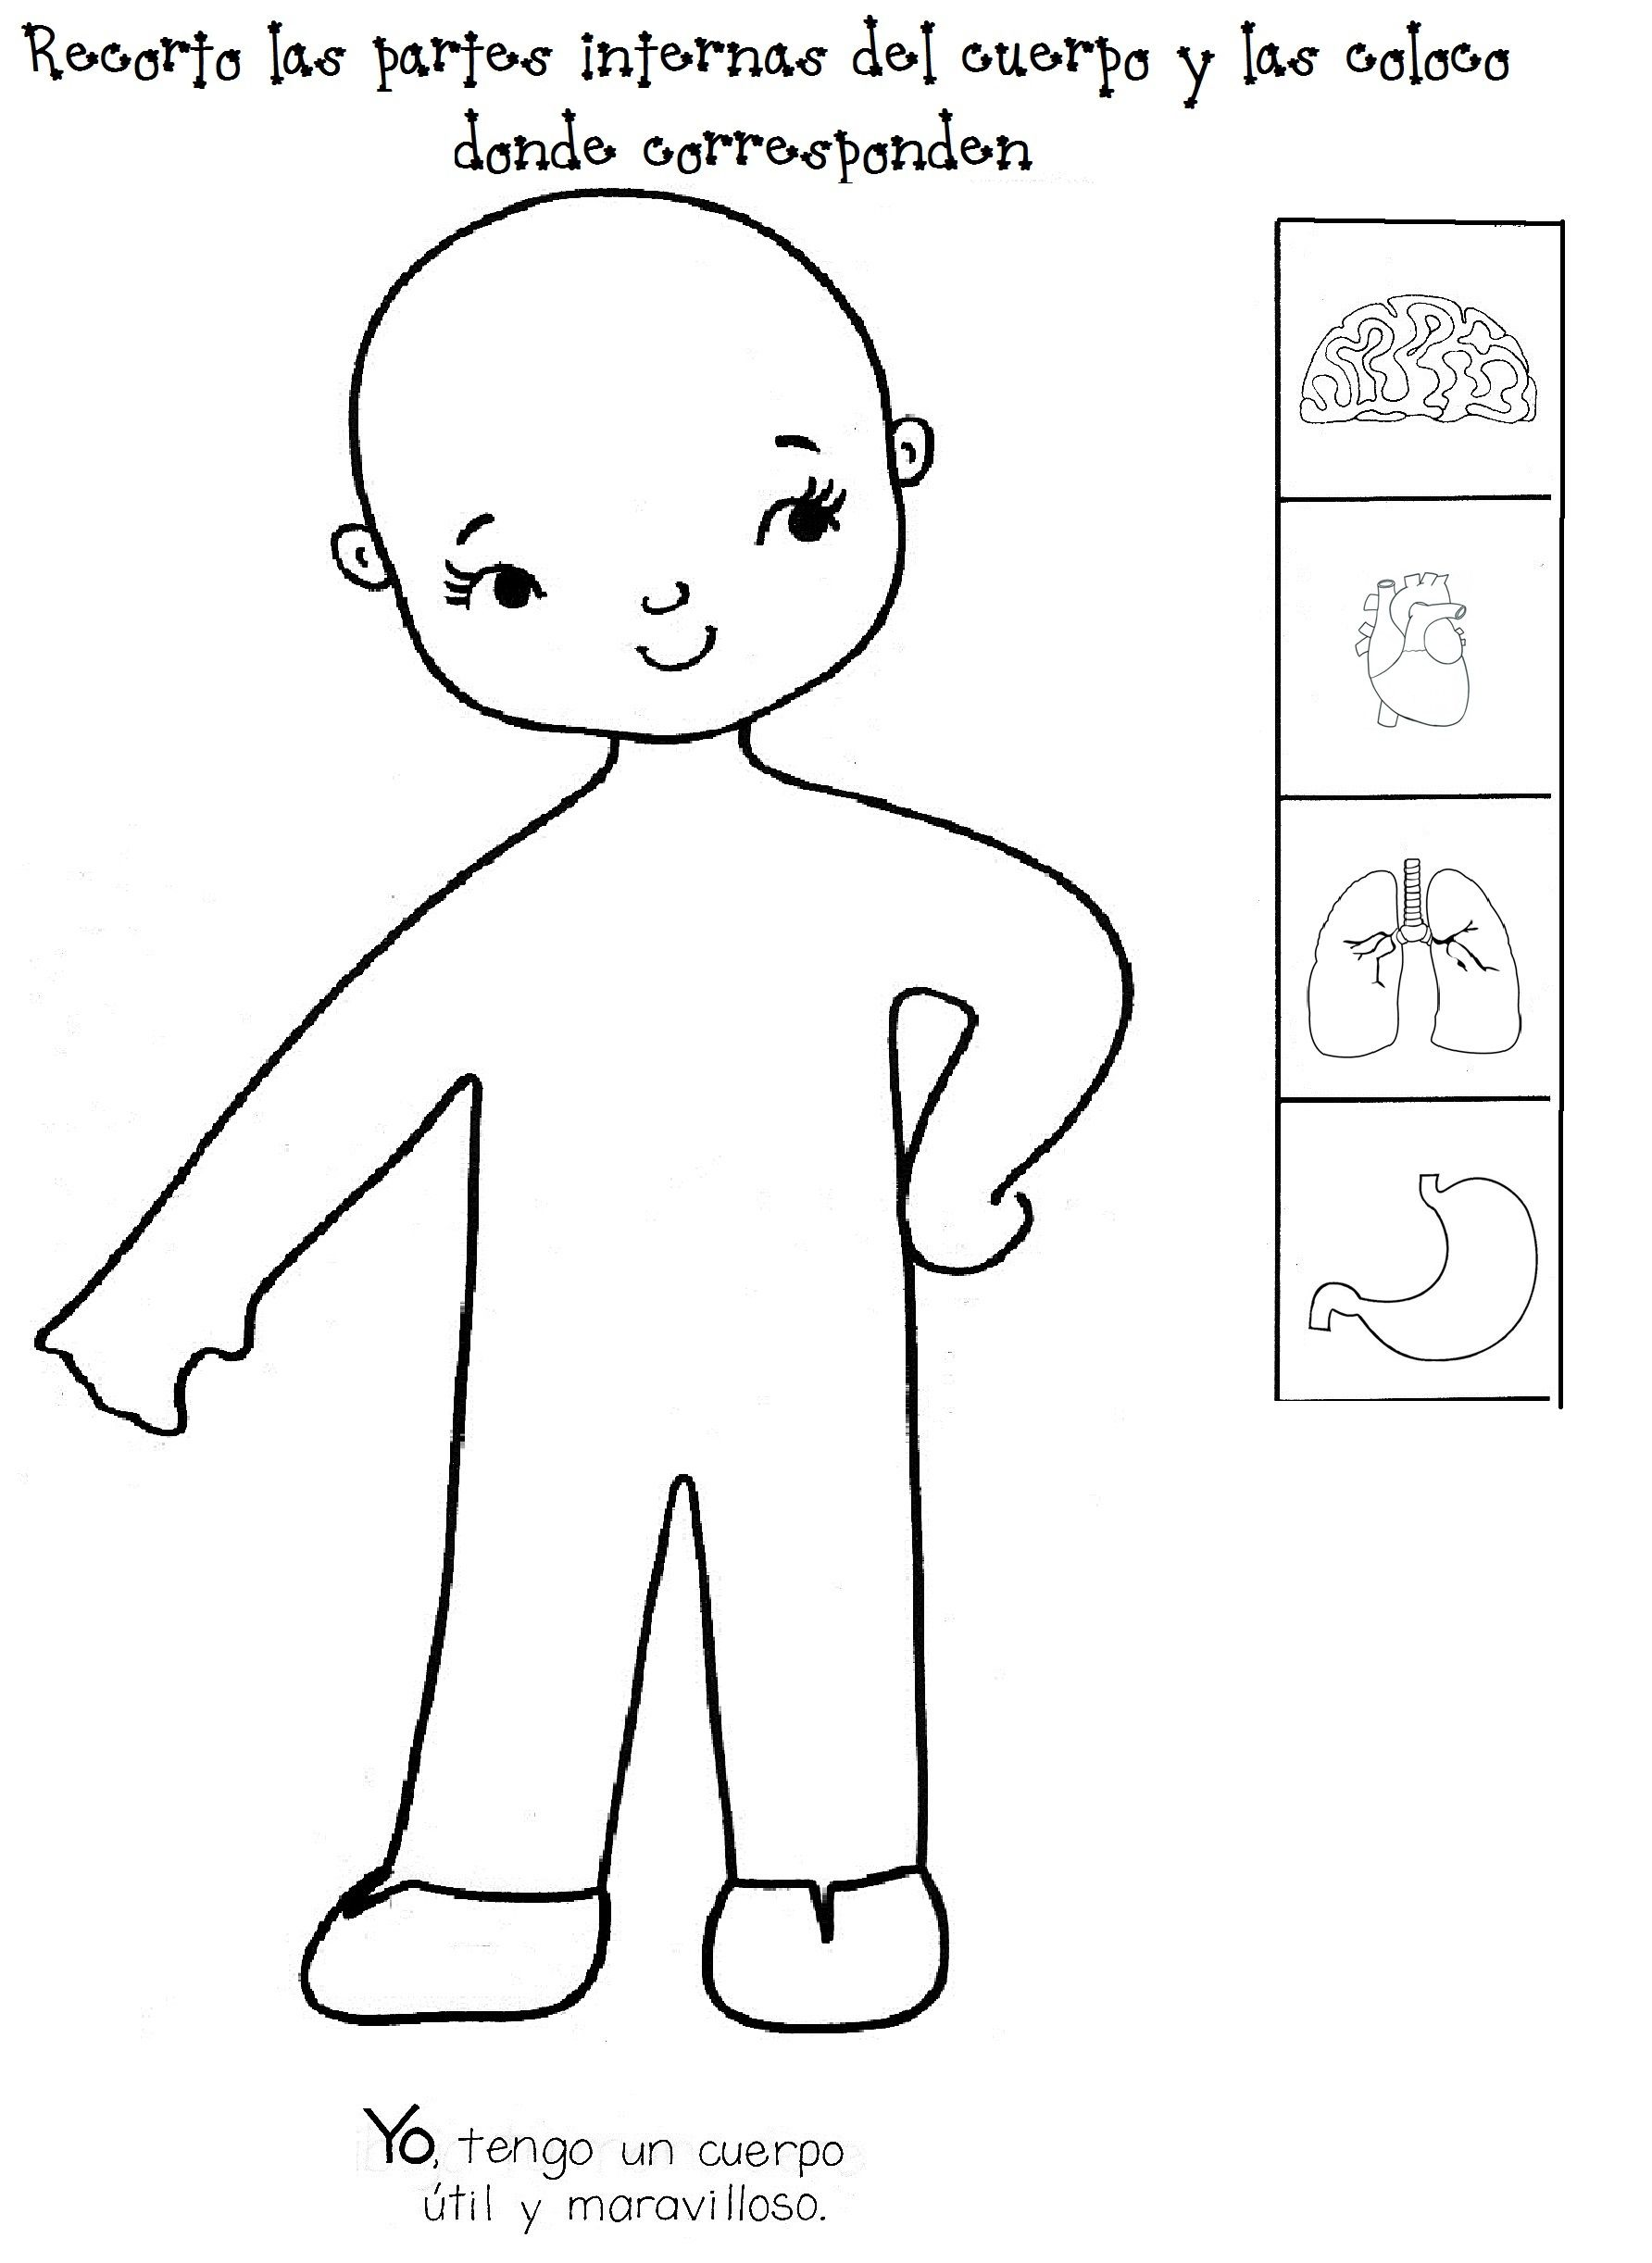 Recorto las partes internas del cuerpo y las coloco
donde corresponden
Yo, tengo un cuerpo
útil y maravilloso.